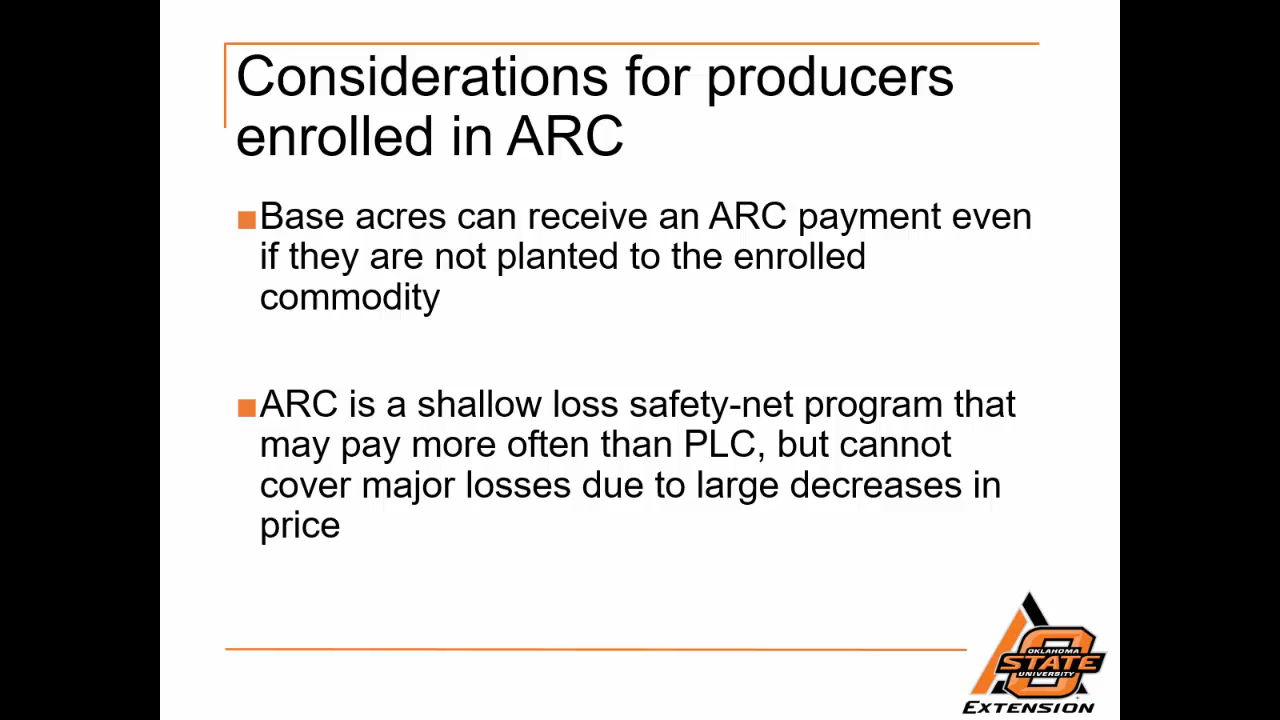 Considerations for producers
enrolled in ARC
Base acres can receive an ARC payment even
if they are not planted to the enrolled
commodity
ARC is a shallow loss safety-net program that
may pay more often than PLC, but cannot
cover major losses due to large decreases in
price
OKLAHOMA
STATE
UNIVERSITY
EXTENSION